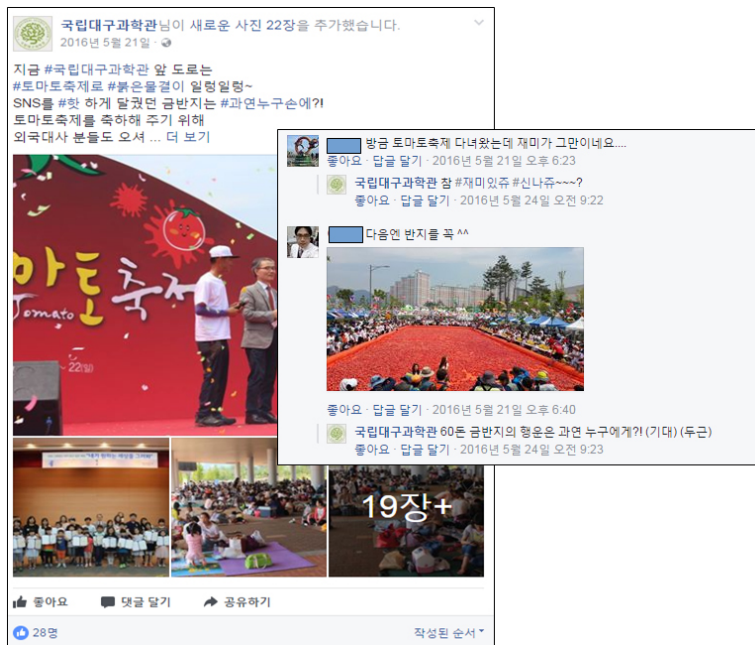 국립대구과학관님이 새로운 사진 22장을 추가했습니다.
2016년 5월 21일 ·
지금 #국립대구과학관 앞 도로는
#토마토축제로 #붉은물결이 일렁일렁~
SNS를 #핫 하게 달궜던 금반지는 #과연누구손에?!
토마토축제를 축하해 주기 위해
외국대사 분들도 오셔 ... 더 보기
마토축제
Tomato
~ 22(일)
19장+
좋아요 댓글 달기 공유하기
28명 작성된 순서
방금 토마토축제 다녀왔는데 재미가 그만이네요....
좋아요 · 답글 달기 · 2016년 5월 21일 오후 6:23
국립대구과학관 참 #재미있쥬 #신나쥬~~~?
좋아요 · 답글 달기 · 2016년 5월 24일 오전 9:22
다음엔 반지를 꼭 ^^
좋아요 · 답글 달기 · 2016년 5월 21일 오후 6:40
국립대구과학관 60돈 금반지의 행운은 과연 누구에게?! (기대) (두근)
좋아요 · 답글 달기 · 2016년 5월 24일 오전 9:23